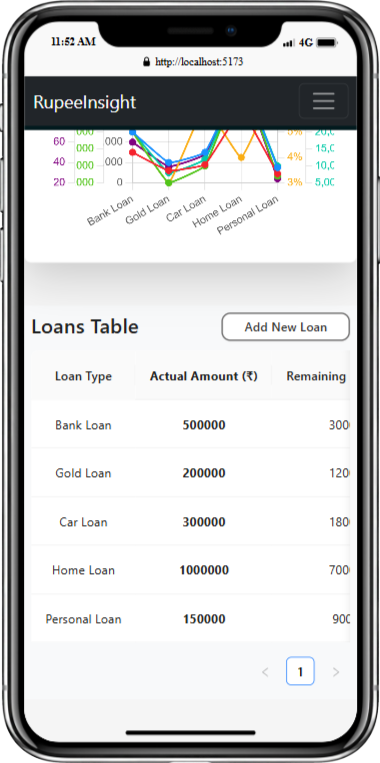 11:52 AM 4G
http://localhost:5173
RupeeInsight
60 000 000 5% 20,0
40 000 000 4% 10,0
20 000 0 3% 5,00
Bank Loan Gold Loan Car Loan Home Loan Personal Loan
Loans Table Add New Loan
Loan Type Actual Amount (₹) Remaining
Bank Loan 500000 300
Gold Loan 200000 120
Car Loan 300000 180
Home Loan 1000000 700
Personal Loan 150000 900
< 1 >